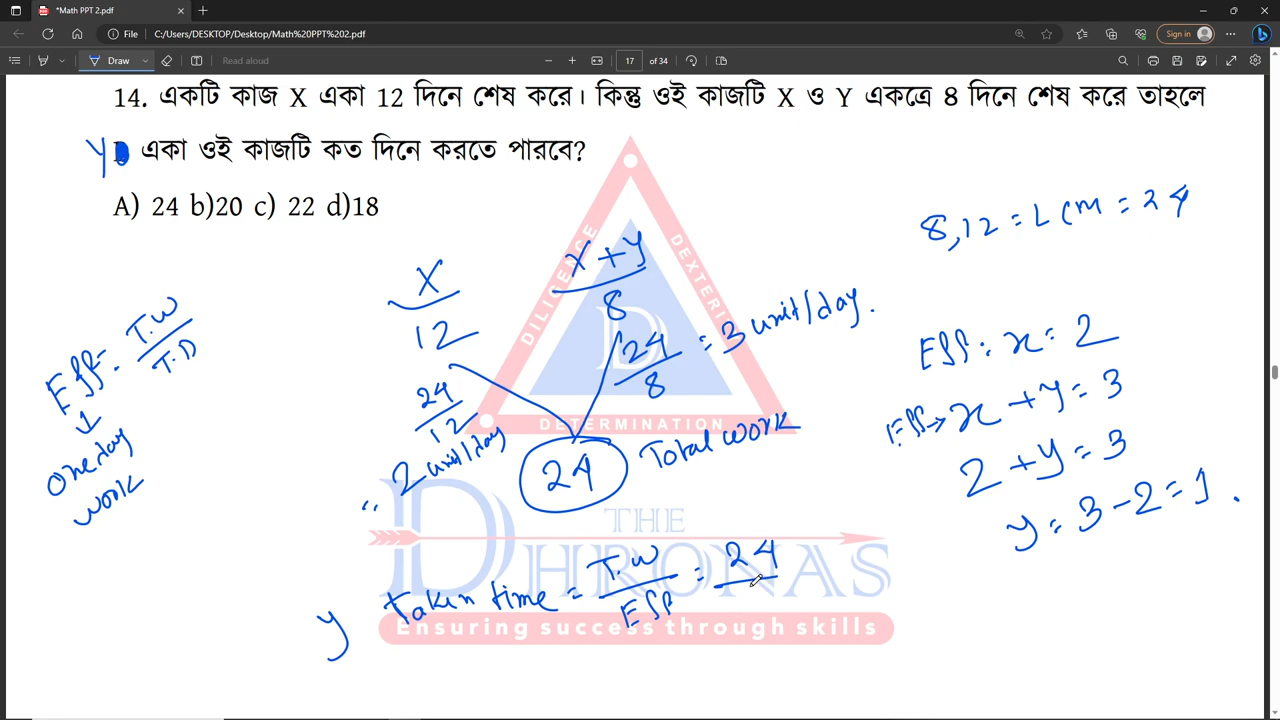 *Math PPT 2.pdf
File C:/Users/DESKTOP/Desktop/Math%20PPT%202.pdf
Sign in
Draw Read aloud 17 of 34
14. একটি কাজ X একা 12 দিনে শেষ করে। কিন্তু ওই কাজটি X ও Y একত্রে 8 দিনে শেষ করে তাহলে
Y একা ওই কাজটি কত দিনে করতে পারবে?
A) 24 b)20 c) 22 d)18
8,12 = LCM = 24
X
12
24/12
= 2 unit/day
X+Y
8
24/8 = 3 unit/day.
24 Total work
Eff = T.W/T.D
↓
one day
work
Eff: x = 2
Eff→ x + y = 3
2 + y = 3
y = 3 - 2 = 1.
y taken time = T.W/Eff = 24
DILIGENCE
DEXTERI
DETERMINATION
THE
DHRONAS
Ensuring success through skills